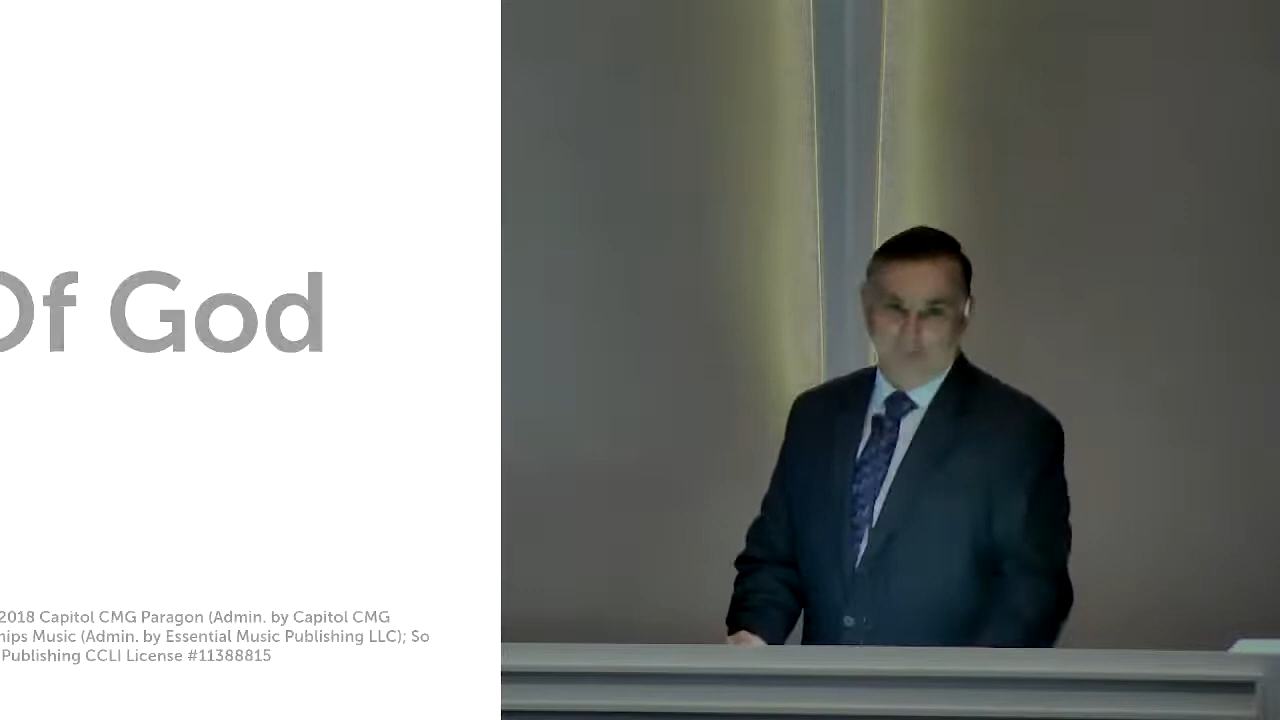 Of God
2018 Capitol CMG Paragon (Admin. by Capitol CMG
hips Music (Admin. by Essential Music Publishing LLC); So
Publishing CCLI License #11388815